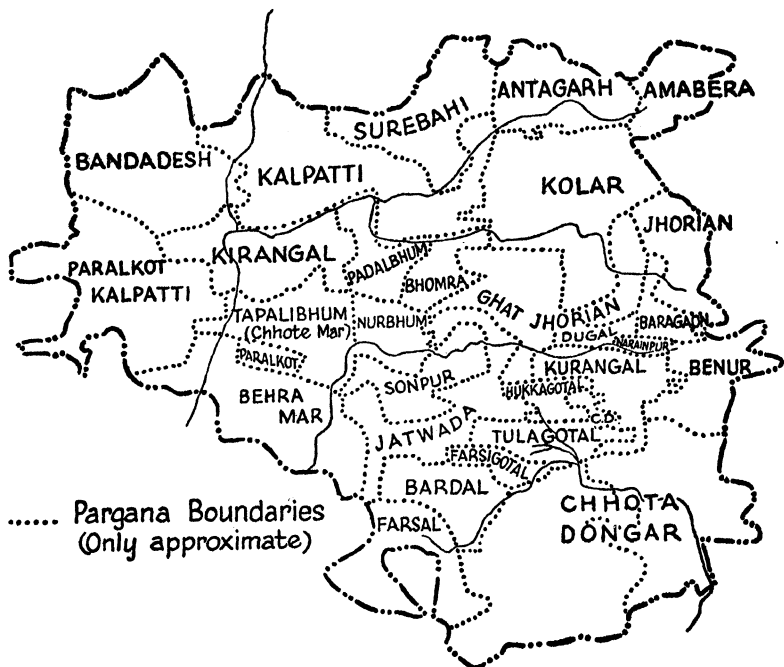 ANTAGARH
AMABERA
SUREBAHI
BANDADESH
KALPATTI
KOLAR
JHORIAN
KIRANGAL
PADALBHUM
PARALKOT
KALPATTI
BHOMRA
GHAT JHORIAN
TAPALIBHUM
(Chhote Mar)
NURBHUM
DUGAL
BARAGAON
NARAINPUR
PARALKOT
KURANGAL
BENUR
SONPUR
HUKKAGOTAL
BEHRA
MAR
C.D.
JATWADA
TULAGOTAL
FARSIGOTAL
BARDAL
CHHOTA
DONGAR
FARSAL
Pargana Boundaries
(Only approximate)